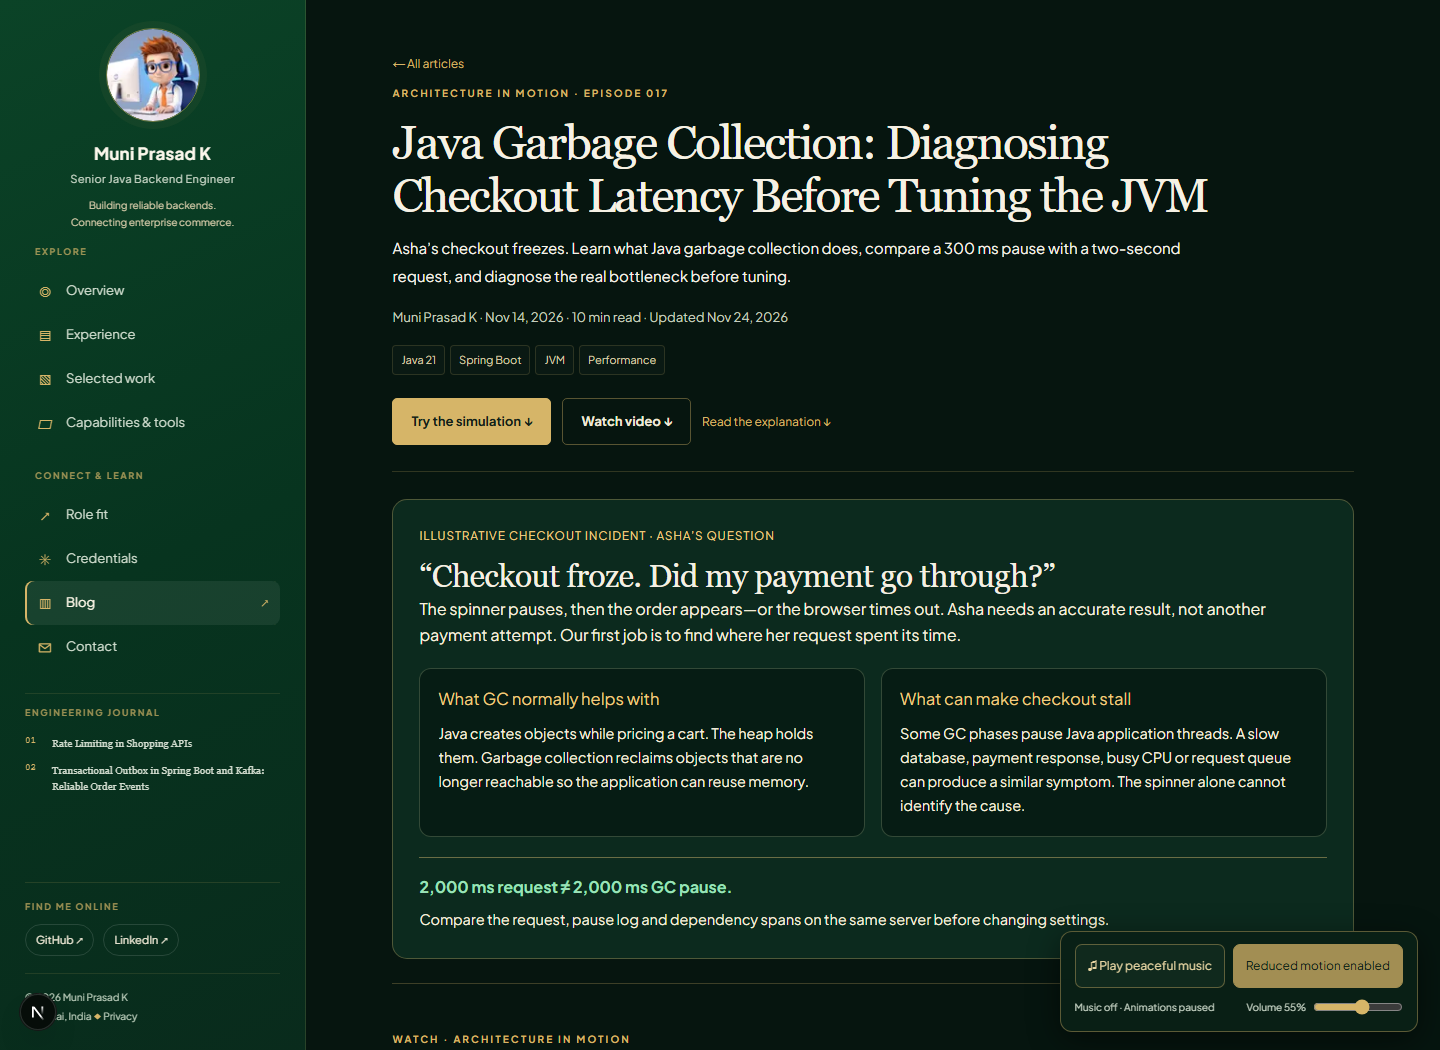 Muni Prasad K
Senior Java Backend Engineer
Building reliable backends.
Connecting enterprise commerce.
EXPLORE
Overview
Experience
Selected work
Capabilities & tools
CONNECT & LEARN
Role fit
Credentials
Blog ↗
Contact
ENGINEERING JOURNAL
01 Rate Limiting in Shopping APIs
02 Transactional Outbox in Spring Boot and Kafka:
Reliable Order Events
FIND ME ONLINE
GitHub ↗ LinkedIn ↗
26 Muni Prasad K
ai, India ◆ Privacy
N
← All articles
ARCHITECTURE IN MOTION · EPISODE 017
Java Garbage Collection: Diagnosing
Checkout Latency Before Tuning the JVM
Asha's checkout freezes. Learn what Java garbage collection does, compare a 300 ms pause with a two-second
request, and diagnose the real bottleneck before tuning.
Muni Prasad K · Nov 14, 2026 · 10 min read · Updated Nov 24, 2026
Java 21 Spring Boot JVM Performance
Try the simulation ↓ Watch video ↓ Read the explanation ↓
ILLUSTRATIVE CHECKOUT INCIDENT · ASHA'S QUESTION
“Checkout froze. Did my payment go through?”
The spinner pauses, then the order appears—or the browser times out. Asha needs an accurate result, not another
payment attempt. Our first job is to find where her request spent its time.
What GC normally helps with
Java creates objects while pricing a cart. The heap holds
them. Garbage collection reclaims objects that are no
longer reachable so the application can reuse memory.
What can make checkout stall
Some GC phases pause Java application threads. A slow
database, payment response, busy CPU or request queue
can produce a similar symptom. The spinner alone cannot
identify the cause.
2,000 ms request ≠ 2,000 ms GC pause.
Compare the request, pause log and dependency spans on the same server before changing settings.
WATCH · ARCHITECTURE IN MOTION
♫ Play peaceful music Reduced motion enabled
Music off · Animations paused Volume 55%